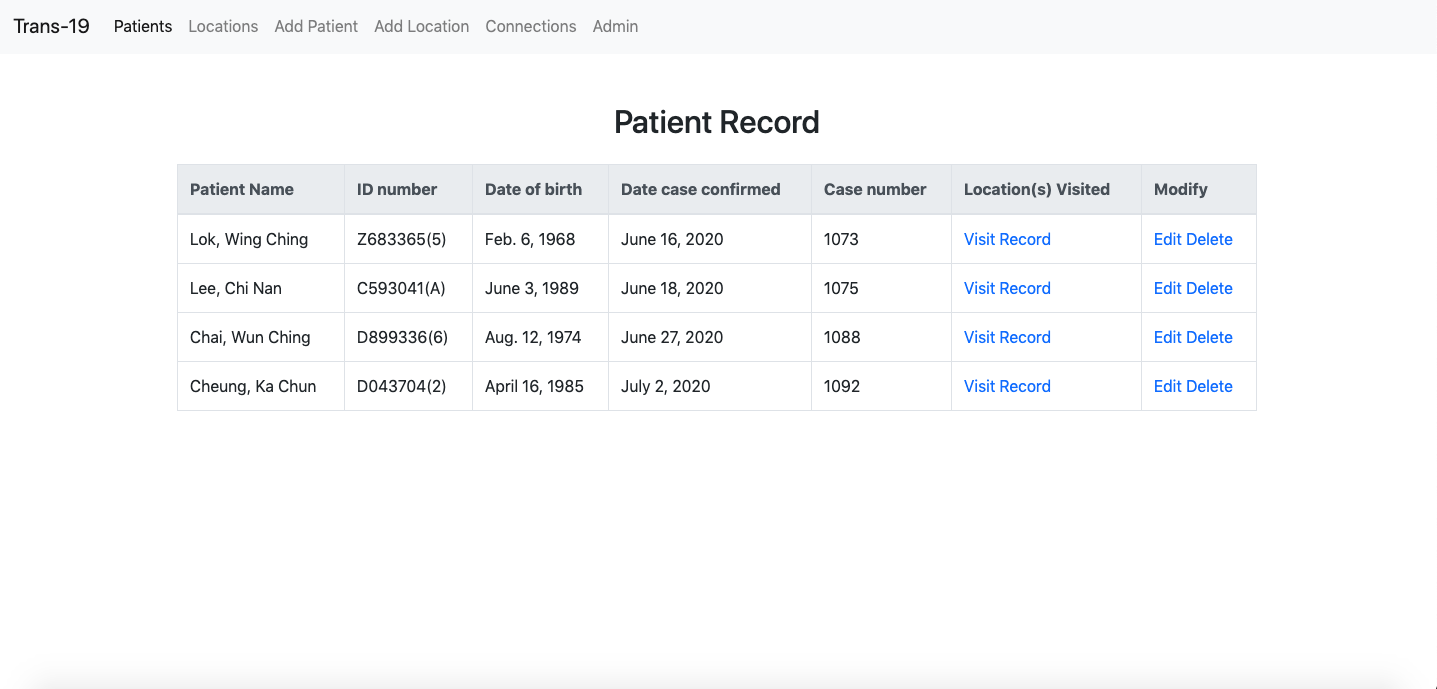 Trans-19 Patients Locations Add Patient Add Location Connections Admin
Patient Record
Patient Name ID number Date of birth Date case confirmed Case number Location(s) Visited Modify
Lok, Wing Ching Z683365(5) Feb. 6, 1968 June 16, 2020 1073 Visit Record Edit Delete
Lee, Chi Nan C593041(A) June 3, 1989 June 18, 2020 1075 Visit Record Edit Delete
Chai, Wun Ching D899336(6) Aug. 12, 1974 June 27, 2020 1088 Visit Record Edit Delete
Cheung, Ka Chun D043704(2) April 16, 1985 July 2, 2020 1092 Visit Record Edit Delete